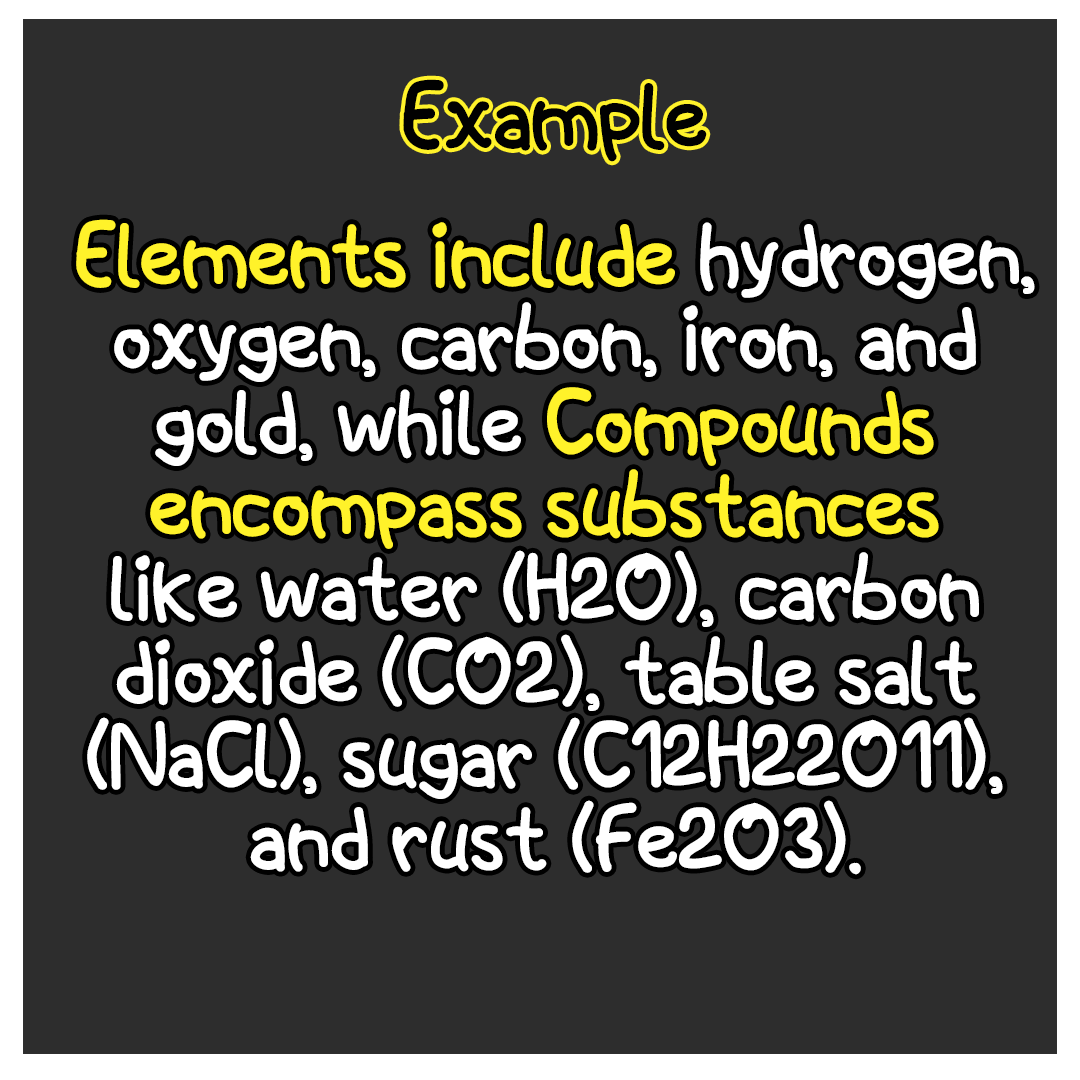 Example
Elements include hydrogen,
oxygen, carbon, iron, and
gold, while Compounds
encompass substances
like water (H2O), carbon
dioxide (CO2), table salt
(NaCl), sugar (C12H22O11),
and rust (Fe2O3).